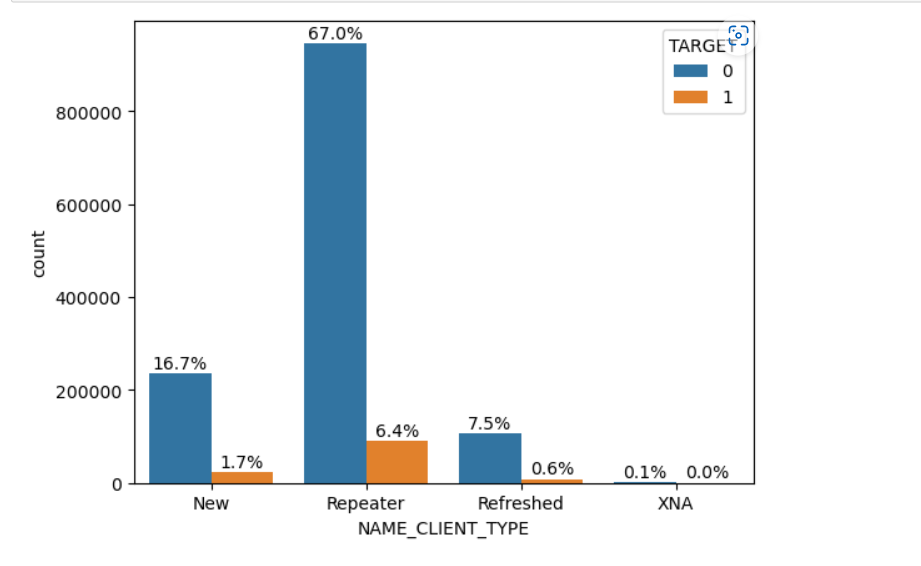 67.0%
TARGET
0
1
800000
600000
count
400000
16.7%
200000
7.5%
6.4%
1.7%
0.6%
0.1%
0.0%
0
New
Repeater
Refreshed
XNA
NAME_CLIENT_TYPE